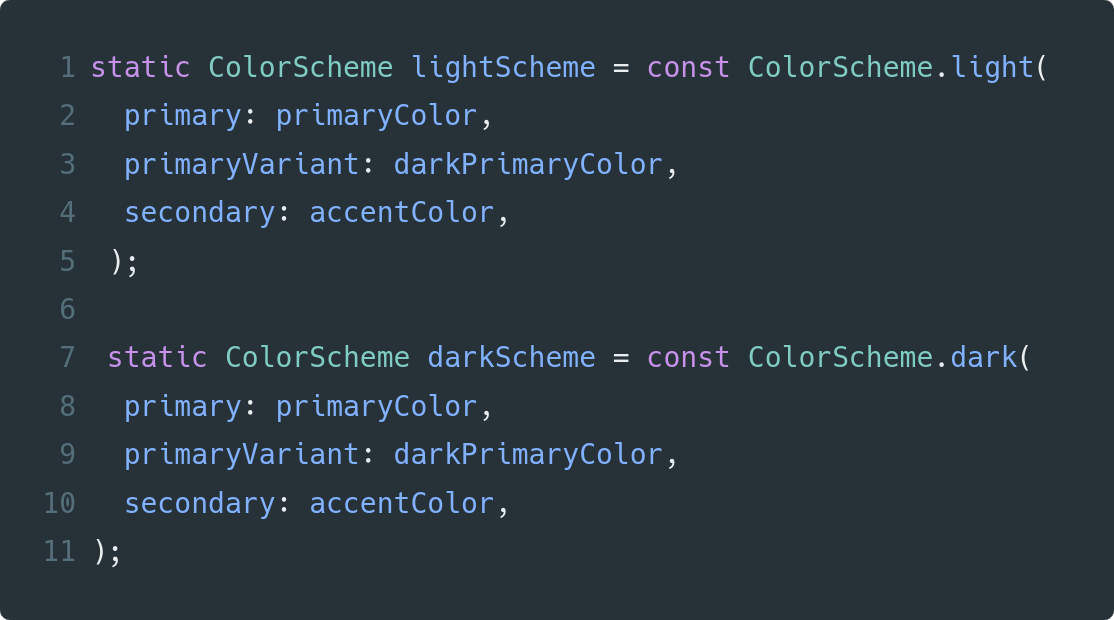 1 static ColorScheme lightScheme = const ColorScheme.light(
2   primary: primaryColor,
3   primaryVariant: darkPrimaryColor,
4   secondary: accentColor,
5  );
6
7  static ColorScheme darkScheme = const ColorScheme.dark(
8   primary: primaryColor,
9   primaryVariant: darkPrimaryColor,
10   secondary: accentColor,
11 );